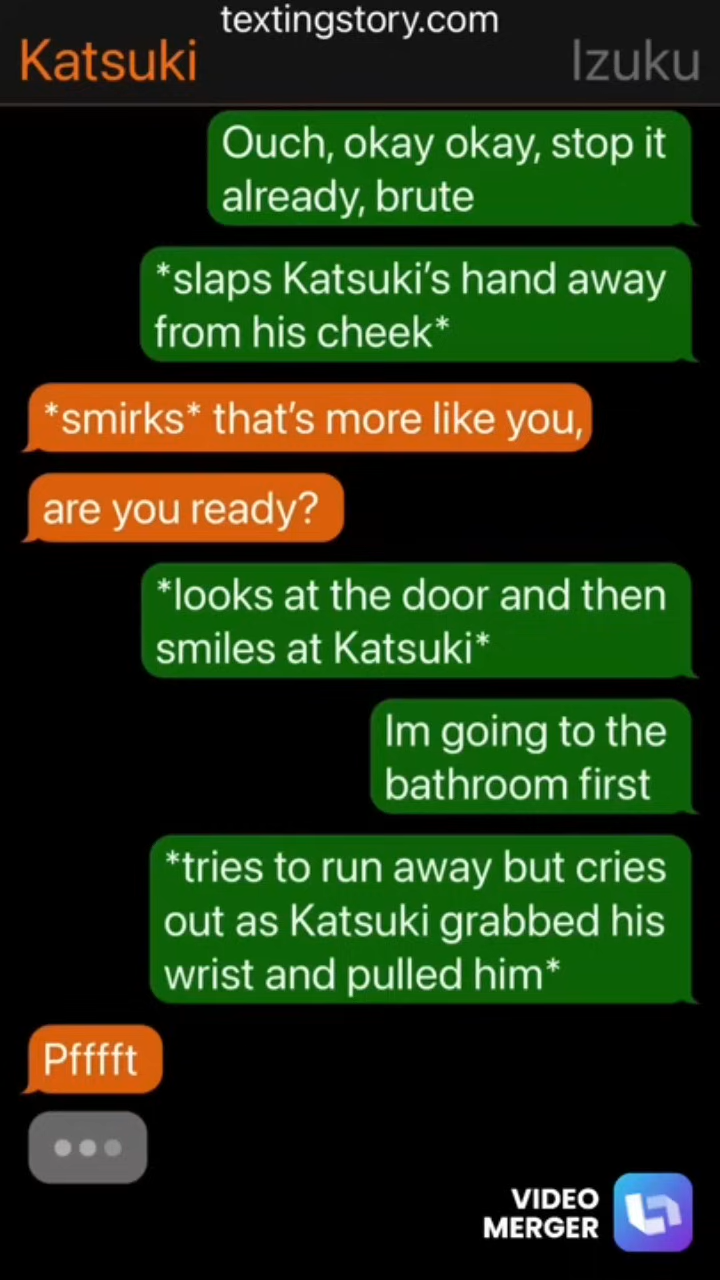 textingstory.com
Katsuki
Izuku
Ouch, okay okay, stop it
already, brute
*slaps Katsuki’s hand away
from his cheek*
*smirks* that’s more like you,
are you ready?
*looks at the door and then
smiles at Katsuki*
Im going to the
bathroom first
*tries to run away but cries
out as Katsuki grabbed his
wrist and pulled him*
Pfffft
VIDEO
MERGER